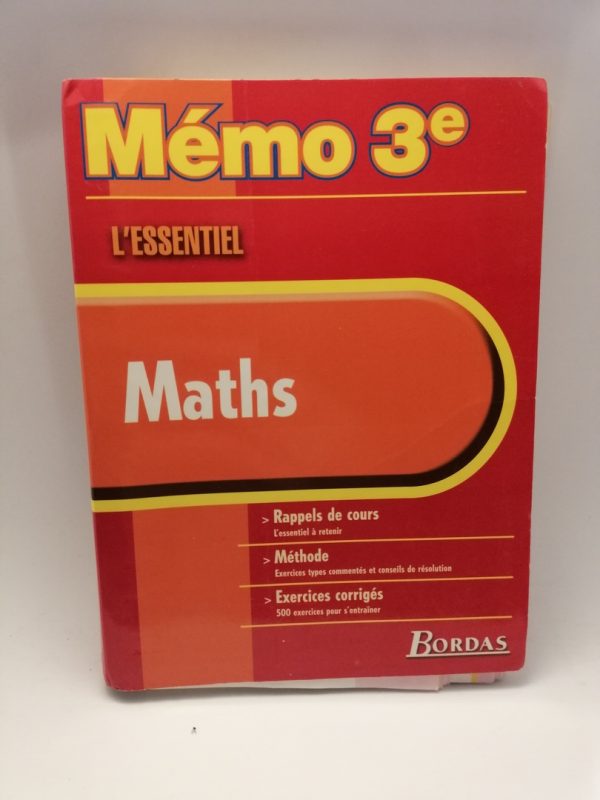 Mémo 3e
L'ESSENTIEL
Maths
> Rappels de cours
L'essentiel à retenir
> Méthode
Exercices types commentés et conseils de résolution
> Exercices corrigés
500 exercices pour s'entraîner
BORDAS